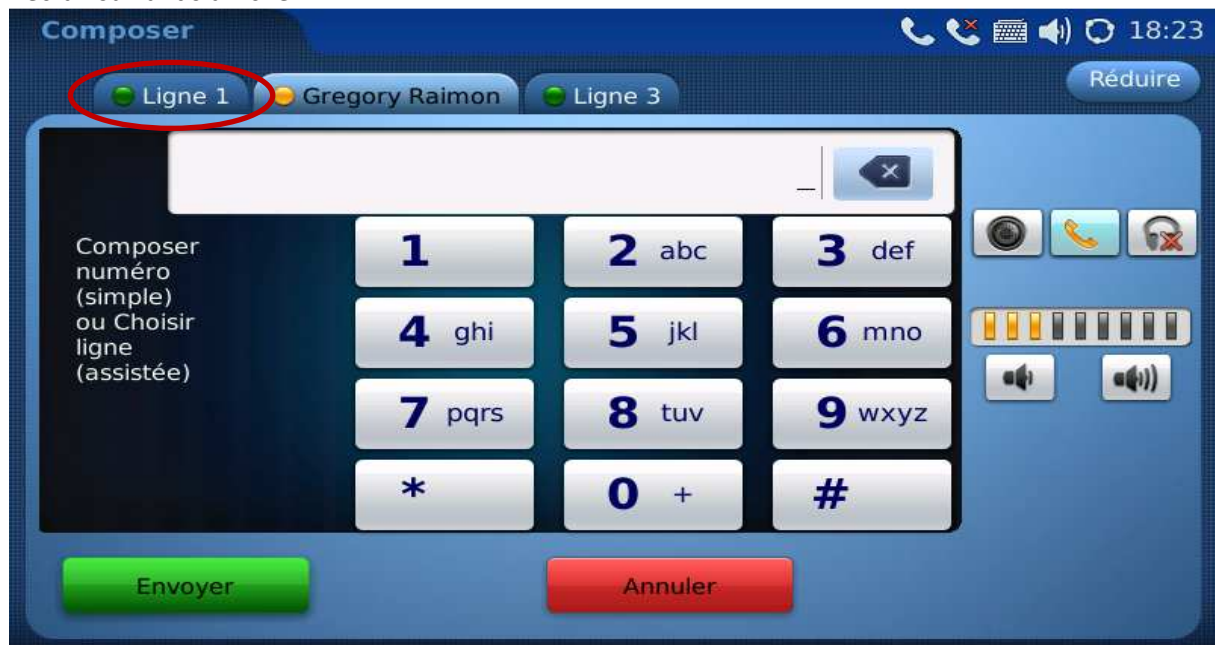 Composer
18:23
Ligne 1
Gregory Raimon
Ligne 3
Réduire
_
Composer
numéro
(simple)
ou Choisir
ligne
(assistée)
1
2 abc
3 def
4 ghi
5 jkl
6 mno
7 pqrs
8 tuv
9 wxyz
*
0 +
#
Envoyer
Annuler